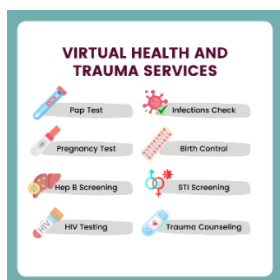 VIRTUAL HEALTH AND
TRAUMA SERVICES
Pap Test
Infections Check
Pregnancy Test
Birth Control
Hep B Screening
STI Screening
HIV Testing
HIV
Trauma Counseling